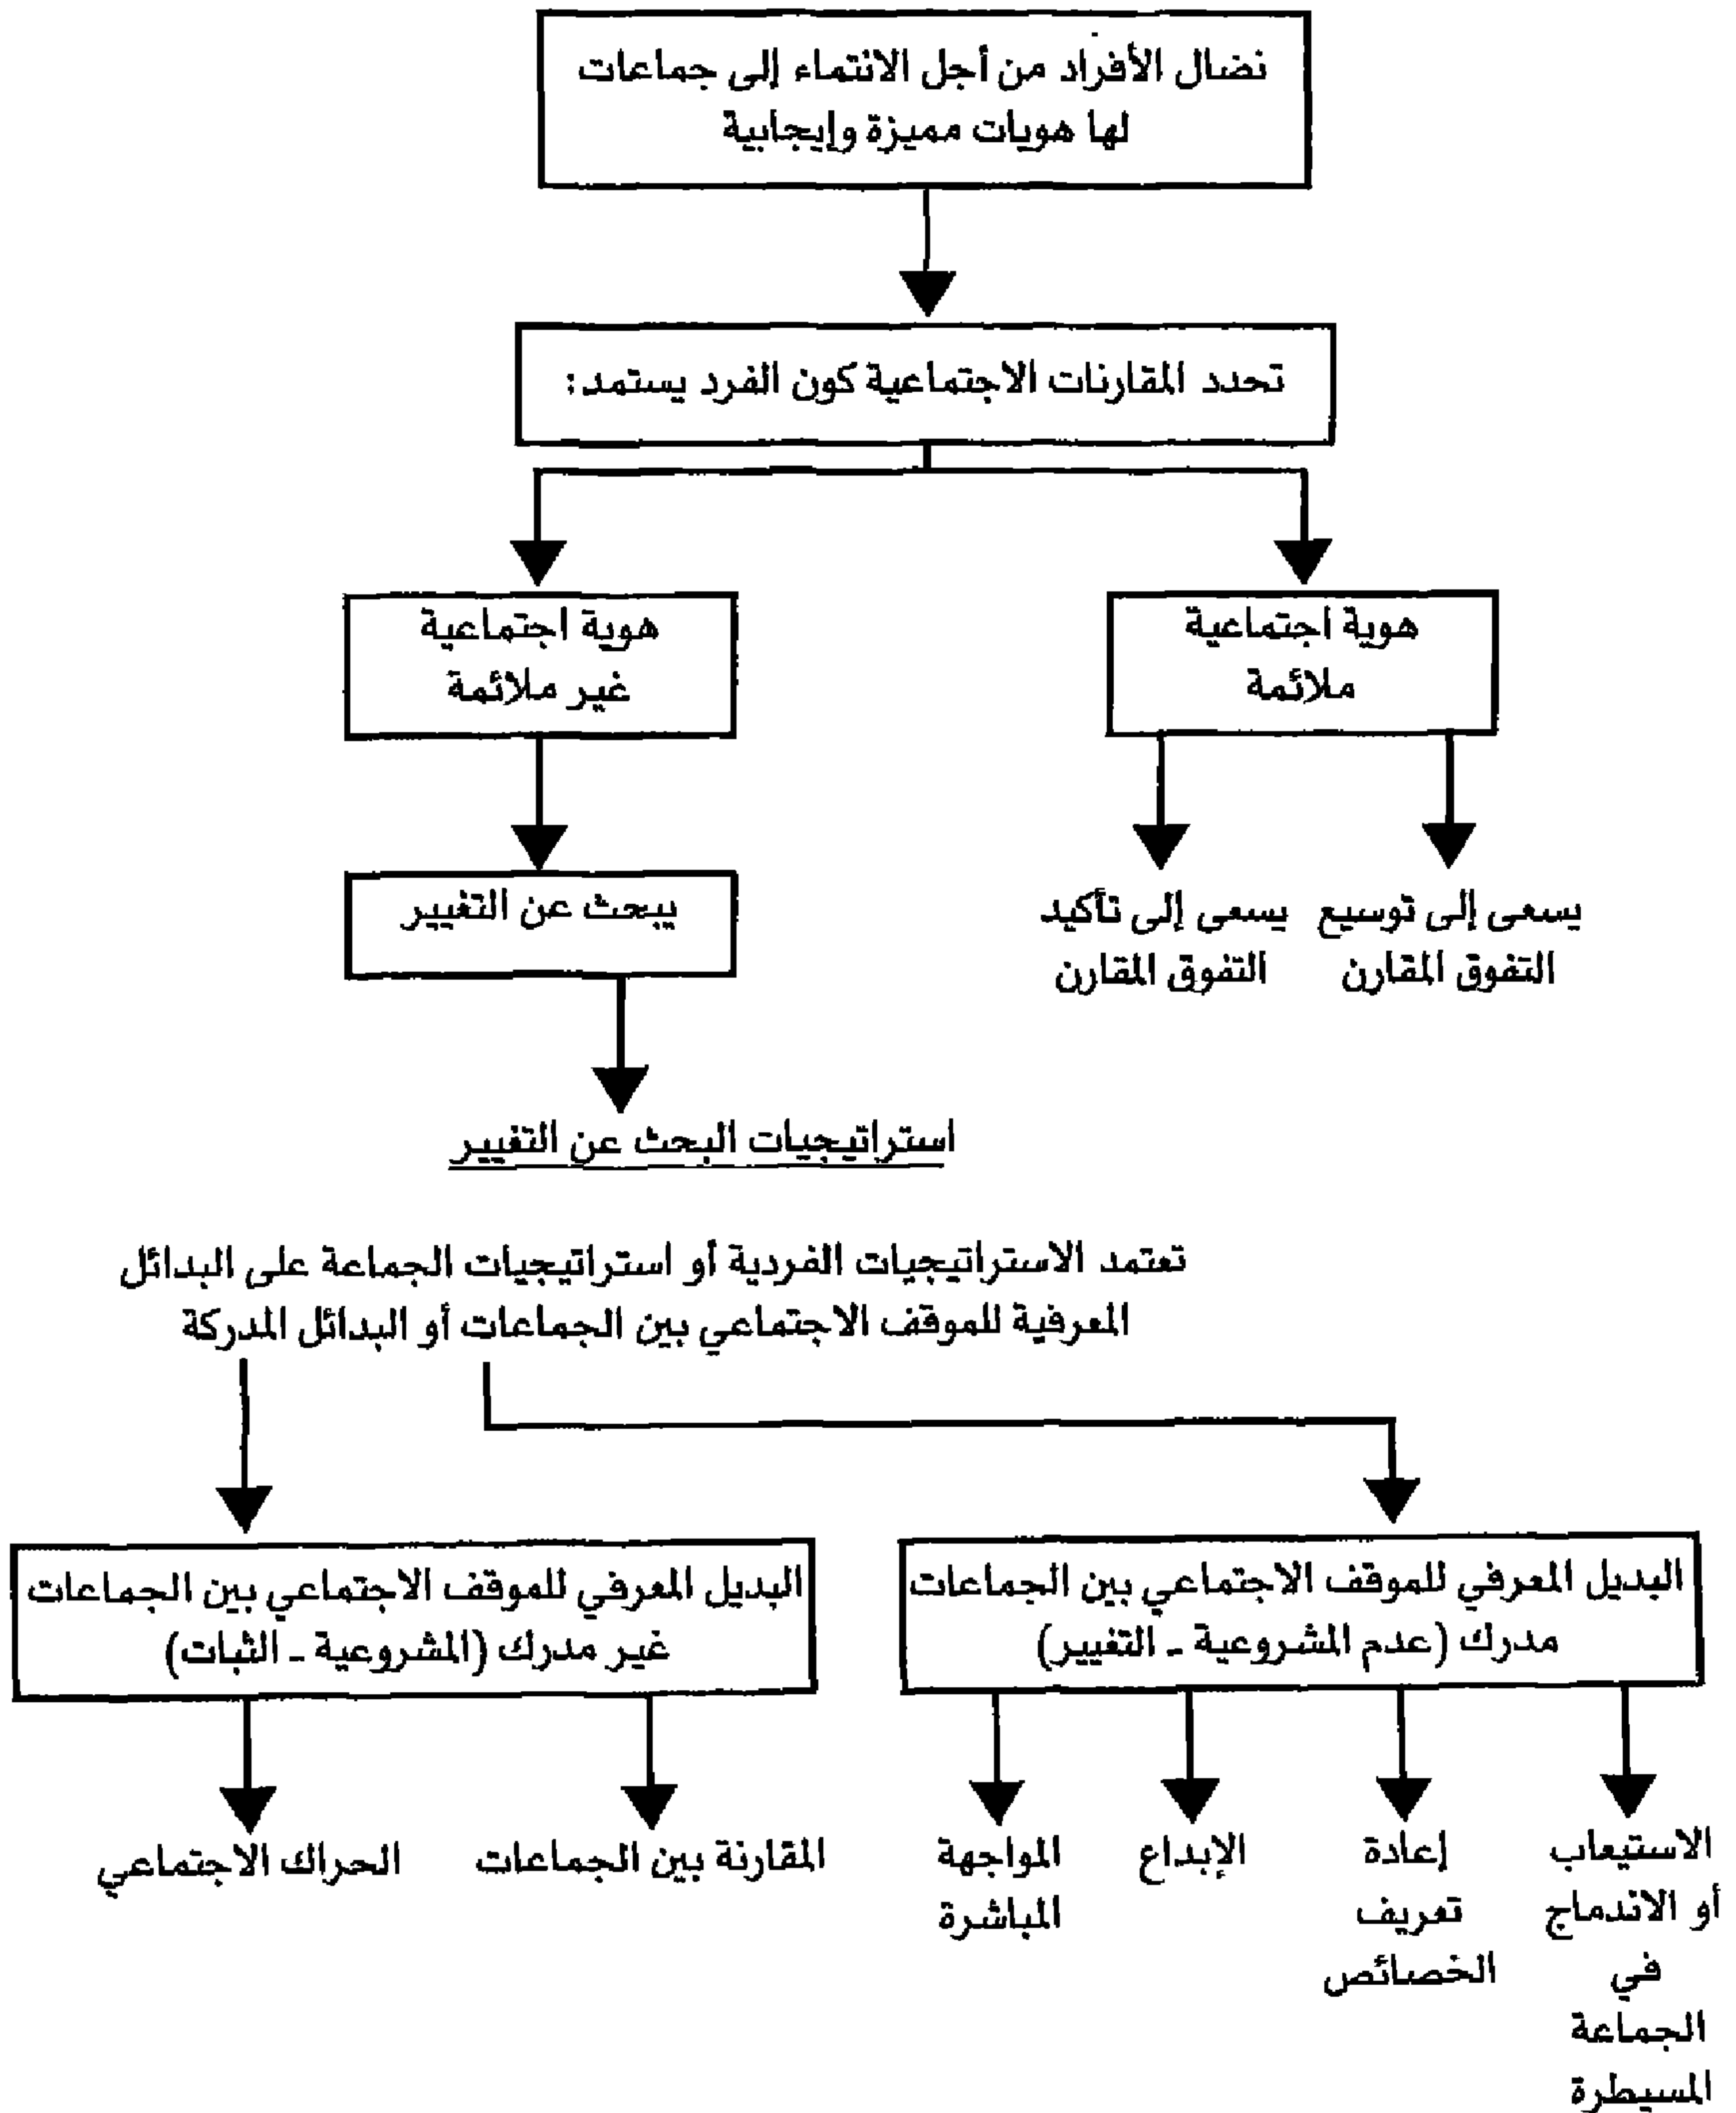 نضال الأفراد من أجل الانتماء إلى جماعات
لها هويات مميزة وإيجابية
تحدد المقارنات الاجتماعية كون الفرد يستمد:
هوية اجتماعية
ملائمة
هوية اجتماعية
غير ملائمة
يسعى إلى توسيع
التفوق المقارن
يسعى إلى تأكيد
التفوق المقارن
يبحث عن التغيير
استراتيجيات البحث عن التغيير
تعتمد الاستراتيجيات الفردية أو استراتيجيات الجماعة على البدائل
المعرفية للموقف الاجتماعي بين الجماعات أو البدائل المدركة
البديل المعرفي للموقف الاجتماعي بين الجماعات
مدرك (عدم المشروعية ـ التغيير)
البديل المعرفي للموقف الاجتماعي بين الجماعات
غير مدرك (المشروعية ـ الثبات)
الاستيعاب
أو الاندماج
في
الجماعة
المسيطرة
إعادة
تعريف
الخصائص
الإبداع
المواجهة
المباشرة
المقارنة بين الجماعات
الحراك الاجتماعي